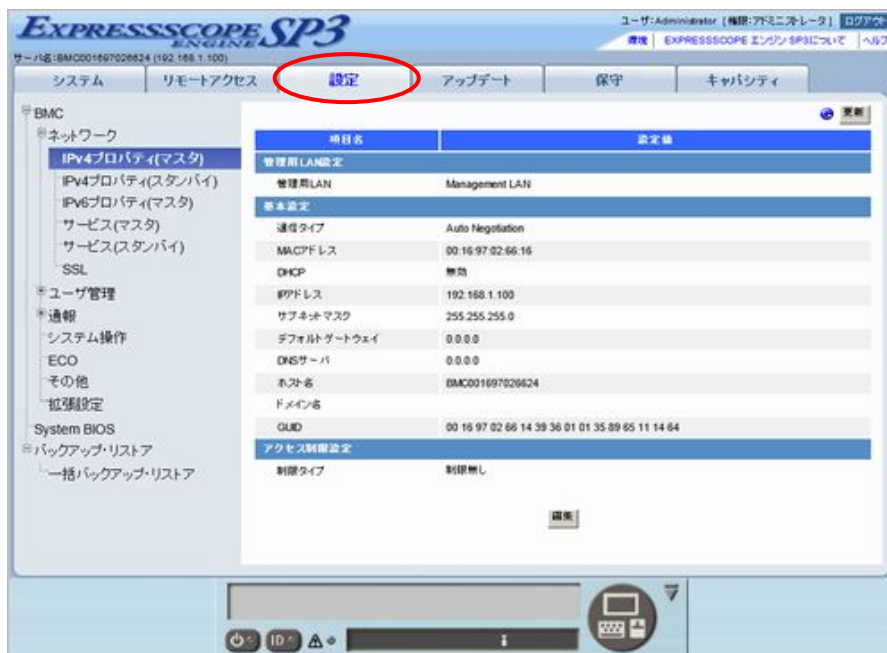 EXPRESSSCOPE SP3
ENGINE
ユーザ:Administrator [権限:アドミニストレータ] ログアウト
環境 | EXPRESSSCOPE エンジン SP3について | ヘルプ
サーバ名:BMC001697026624 (192.168.1.100)
システム リモートアクセス 設定 アップデート 保守 キャパシティ
更新
BMC
ネットワーク
IPv4プロパティ(マスタ)
IPv4プロパティ(スタンバイ)
IPv6プロパティ(マスタ)
サービス(マスタ)
サービス(スタンバイ)
SSL
ユーザ管理
通報
システム操作
ECO
その他
拡張設定
System BIOS
バックアップ・リストア
一括バックアップ・リストア
項目名 設定値
管理用LAN設定
管理用LAN Management LAN
基本設定
通信タイプ Auto Negotiation
MACアドレス 00:16:97:02:66:16
DHCP 無効
IPアドレス 192.168.1.100
サブネットマスク 255.255.255.0
デフォルトゲートウェイ 0.0.0.0
DNSサーバ 0.0.0.0
ホスト名 BMC001697026624
ドメイン名
GUID 00 16 97 02 66 14 39 36 01 01 35 89 65 11 14 64
アクセス制限設定
制限タイプ 制限無し
編集
ID